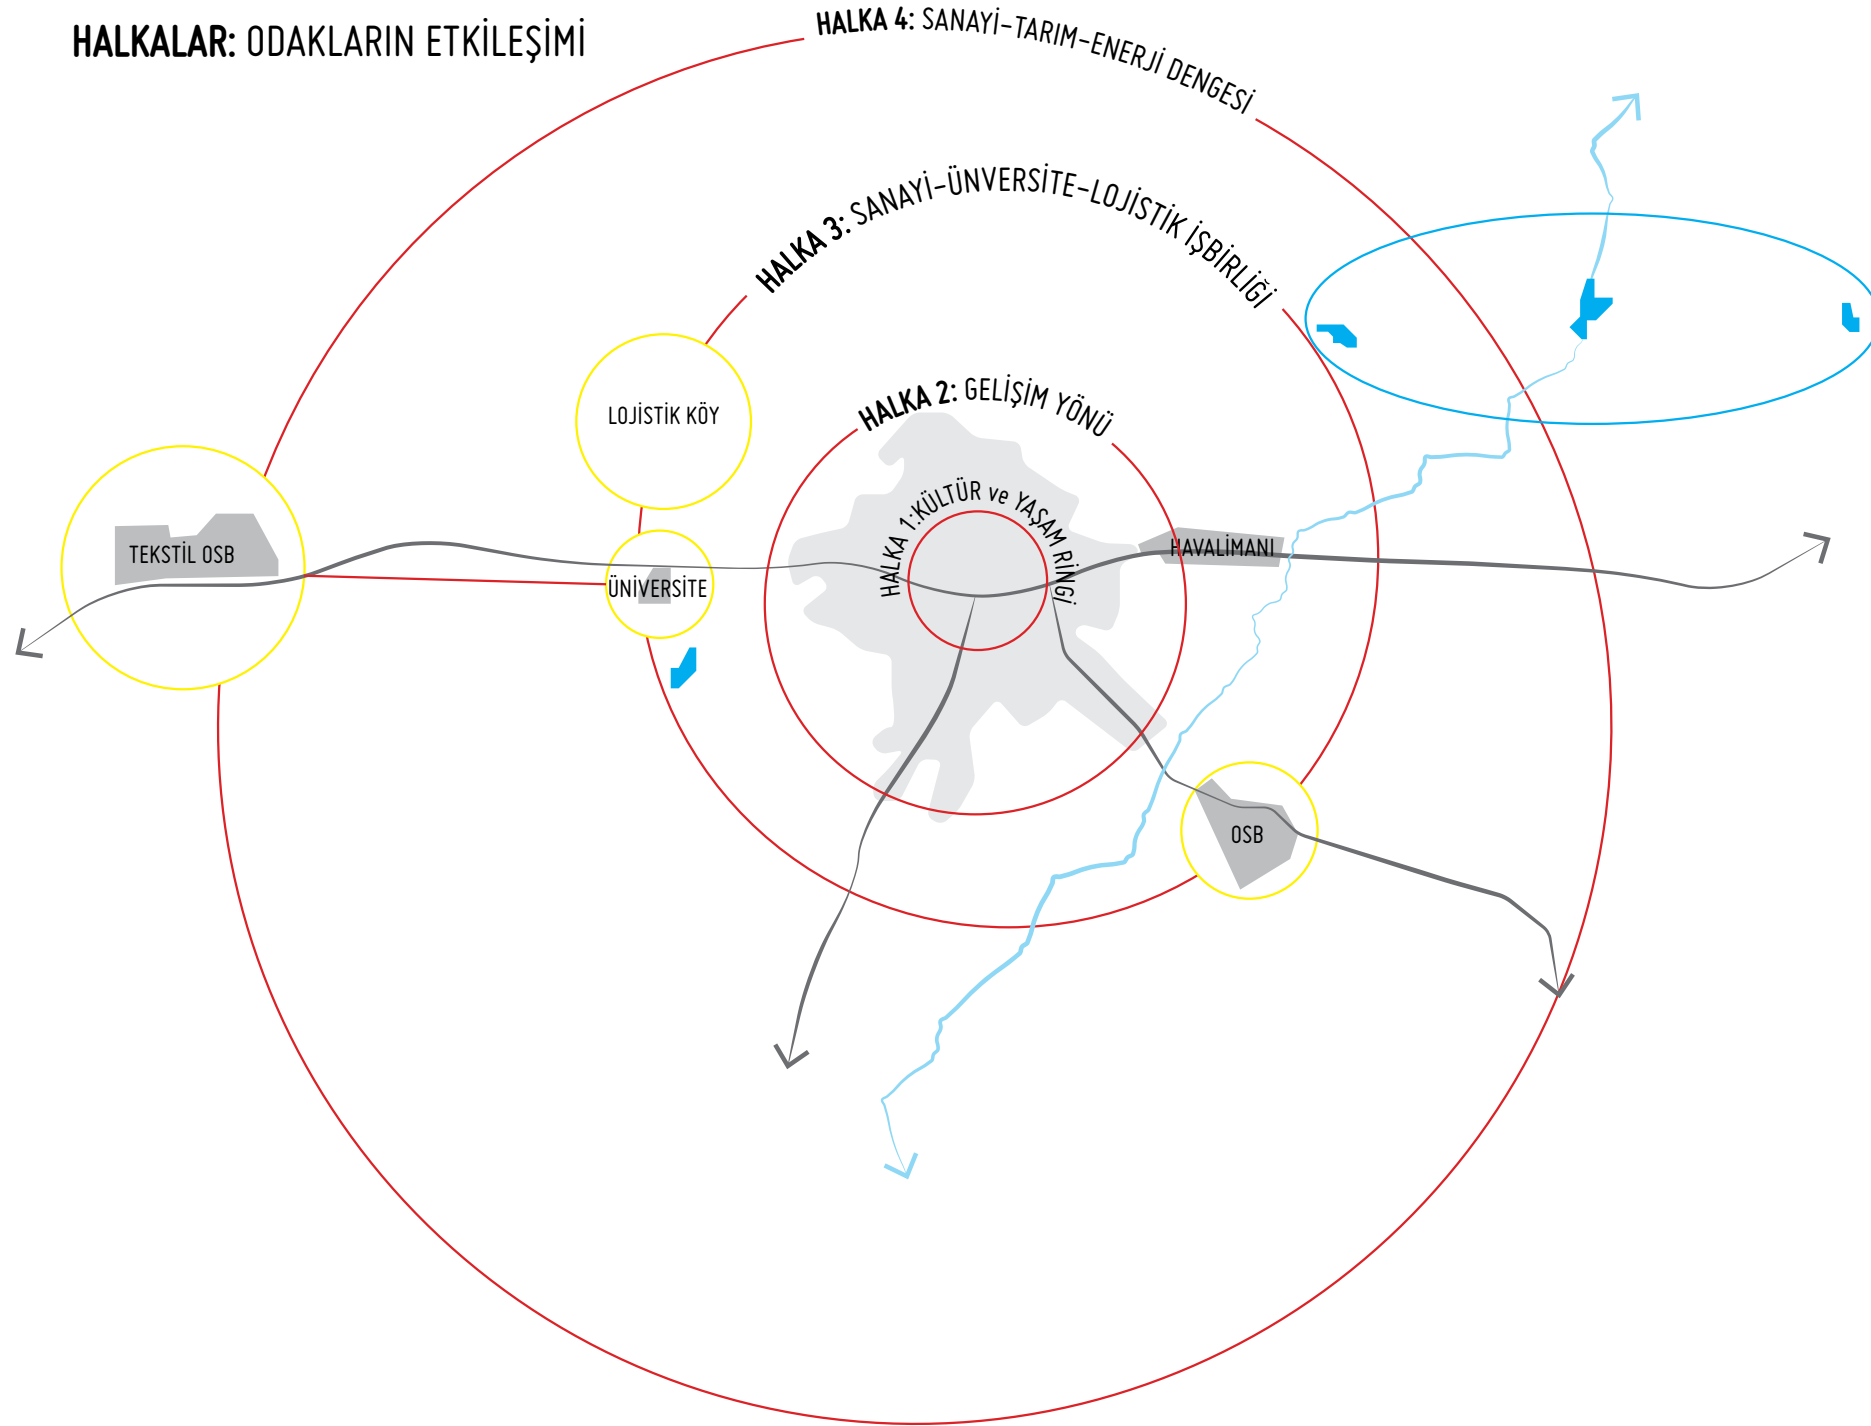 HALKALAR: ODAKLARIN ETKİLEŞİMİ
HALKA 4: SANAYİ-TARIM-ENERJİ DENGESİ
HALKA 3: SANAYİ-ÜNVERSİTE-LOJİSTİK İŞBİRLİĞİ
HALKA 2: GELİŞİM YÖNÜ
LOJİSTİK KÖY
HALKA 1:KÜLTÜR ve YAŞAM RİNGİ
TEKSTİL OSB
HAVALİMANI
ÜNİVERSİTE
OSB